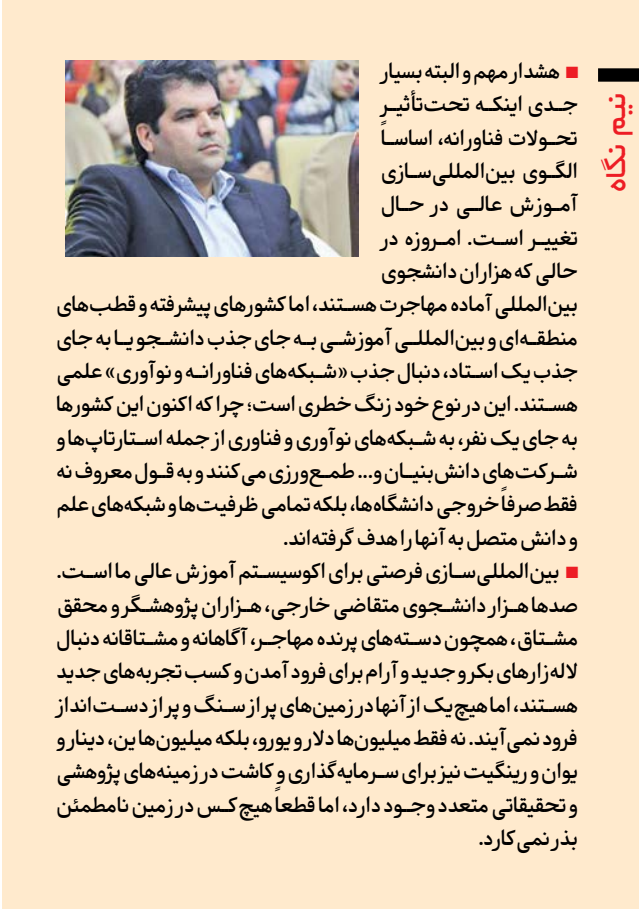 نیم نگاه
■ هشدار مهم و البته بسیار
جدی اینکه تحت‌تأثیر
تحولات فناورانه، اساساً
الگوی بین‌المللی‌سازی
آموزش عالی در حال
تغییر است. امروزه در
حالی که هزاران دانشجوی
بین‌المللی آماده مهاجرت هستند، اما کشورهای پیشرفته و قطب‌های
منطقه‌ای و بین‌المللی آموزشی به جای جذب دانشجو یا به جای
جذب یک استاد، دنبال جذب «شبکه‌های فناورانه و نوآوری» علمی
هستند. این در نوع خود زنگ خطری است؛ چرا که اکنون این کشورها
به جای یک نفر، به شبکه‌های نوآوری و فناوری از جمله استارتاپ‌ها و
شرکت‌های دانش‌بنیان و... طمع‌ورزی می‌کنند و به قول معروف نه
فقط صرفاً خروجی دانشگاه‌ها، بلکه تمامی ظرفیت‌ها و شبکه‌های علم
و دانش متصل به آنها را هدف گرفته‌اند.
■ بین‌المللی‌سازی فرصتی برای اکوسیستم آموزش عالی ما است.
صدها هزار دانشجوی متقاضی خارجی، هزاران پژوهشگر و محقق
مشتاق، همچون دسته‌های پرنده مهاجر، آگاهانه و مشتاقانه دنبال
لاله‌زارهای بکر و جدید و آرام برای فرود آمدن و کسب تجربه‌های جدید
هستند، اما هیچ یک از آنها در زمین‌های پر از سنگ و پر از دست‌انداز
فرود نمی‌آیند. نه فقط میلیون‌ها دلار و یورو، بلکه میلیون‌ها ین، دینار و
یوان و رینگیت نیز برای سرمایه‌گذاری و کاشت در زمینه‌های پژوهشی
و تحقیقاتی متعدد وجود دارد، اما قطعاً هیچ کس در زمین نامطمئن
بذر نمی‌کارد.